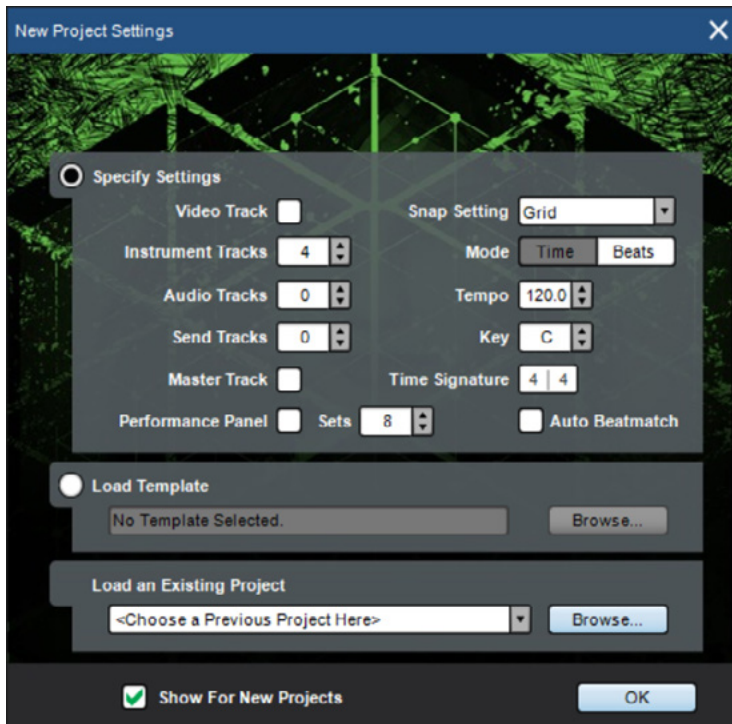 New Project Settings
Specify Settings
Video Track Snap Setting Grid
Instrument Tracks 4 Mode Time Beats
Audio Tracks 0 Tempo 120.0
Send Tracks 0 Key C
Master Track Time Signature 4 | 4
Performance Panel Sets 8 Auto Beatmatch
Load Template
No Template Selected. Browse...
Load an Existing Project
<Choose a Previous Project Here> Browse...
Show For New Projects OK